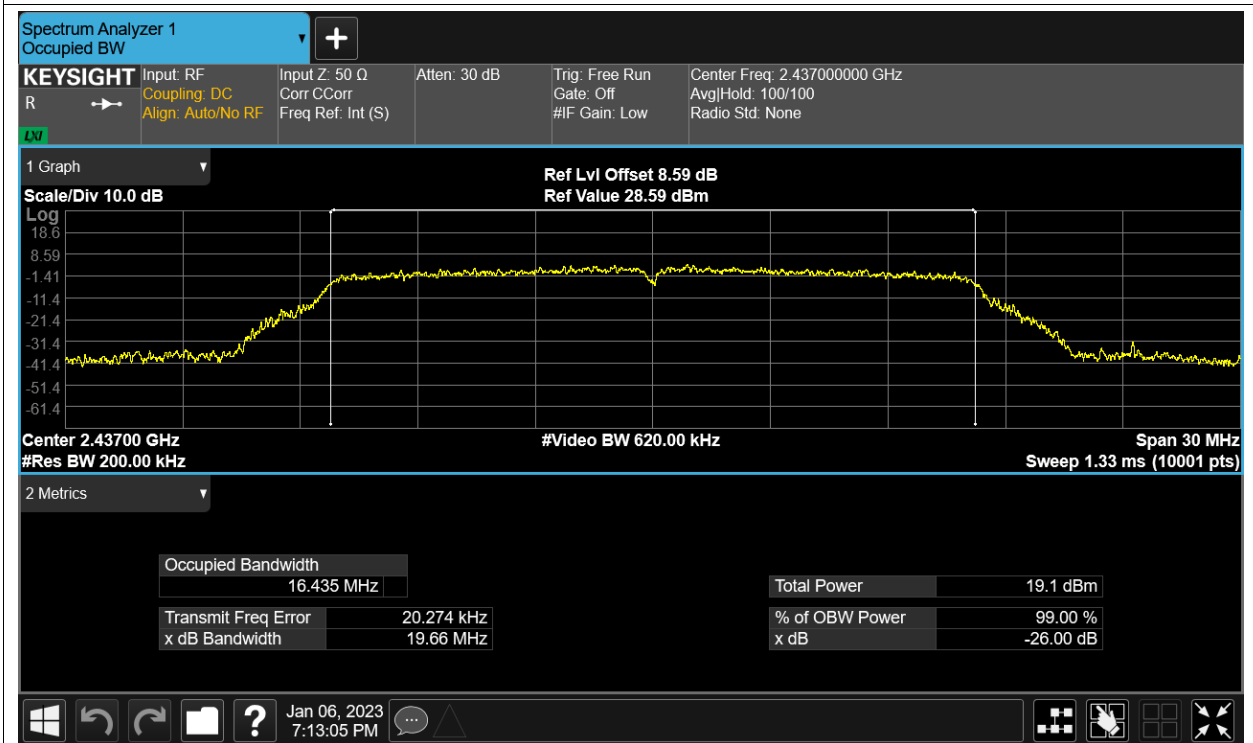 Spectrum Analyzer 1
Occupied BW
KEYSIGHT
R
LXI
Input: RF
Coupling: DC
Align: Auto/No RF
Input Z: 50 Ω
Corr CCorr
Freq Ref: Int (S)
Atten: 30 dB
Trig: Free Run
Gate: Off
#IF Gain: Low
Center Freq: 2.437000000 GHz
Avg|Hold: 100/100
Radio Std: None
1 Graph
Scale/Div 10.0 dB
Ref Lvl Offset 8.59 dB
Ref Value 28.59 dBm
Log
18.6
8.59
-1.41
-11.4
-21.4
-31.4
-41.4
-51.4
-61.4
Center 2.43700 GHz
#Video BW 620.00 kHz
Span 30 MHz
#Res BW 200.00 kHz
Sweep 1.33 ms (10001 pts)
2 Metrics
Occupied Bandwidth
16.435 MHz
Total Power 19.1 dBm
Transmit Freq Error 20.274 kHz
% of OBW Power 99.00 %
x dB Bandwidth 19.66 MHz
x dB -26.00 dB
Jan 06, 2023
7:13:05 PM